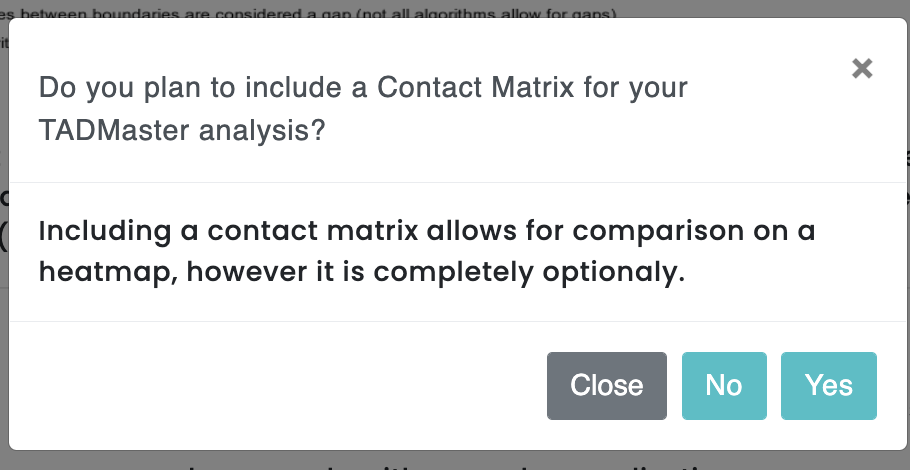 es between boundaries are considered a gap (not all algorithms allow for gaps)
Do you plan to include a Contact Matrix for your
TADMaster analysis?
×
Including a contact matrix allows for comparison on a
heatmap, however it is completely optionaly.
Close No Yes